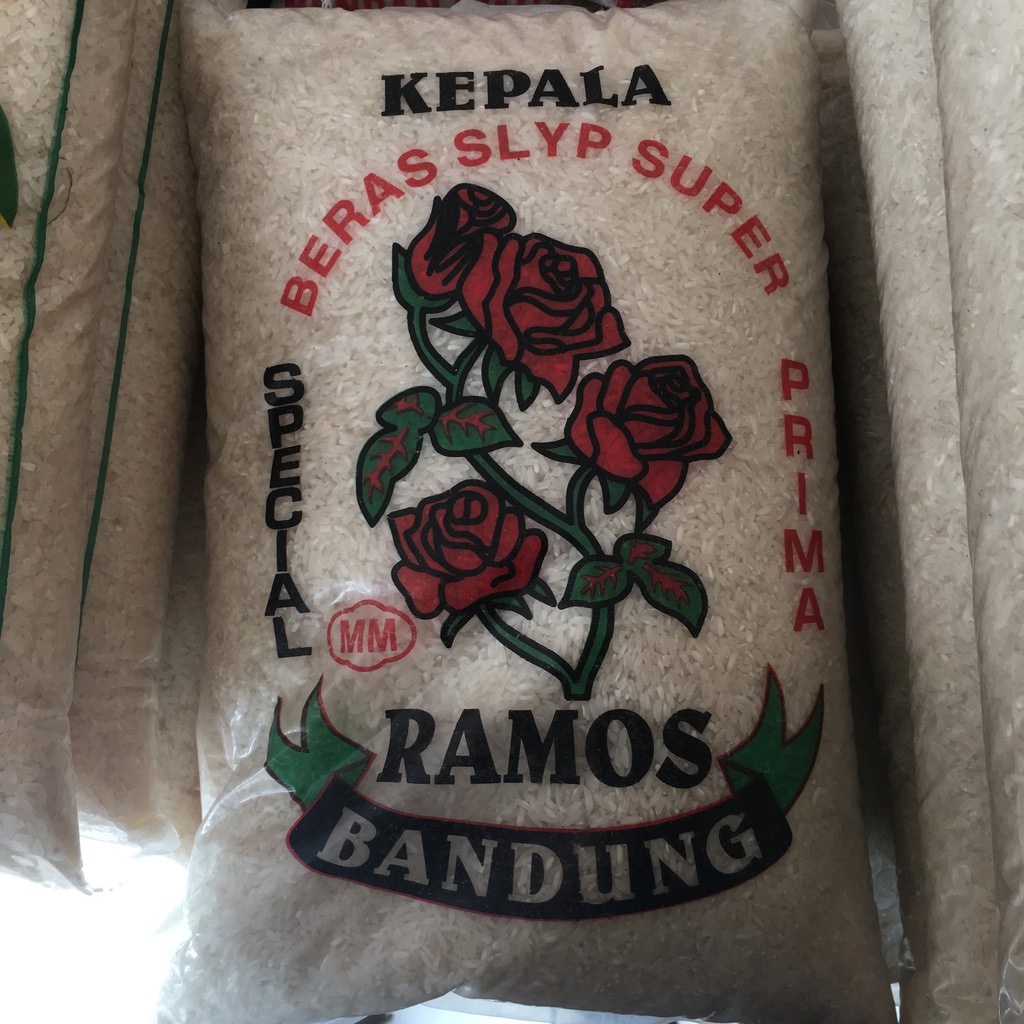 KEPALA
BERAS SLYP SUPER
SPECIAL
PRIMA
MM
RAMOS
BANDUNG